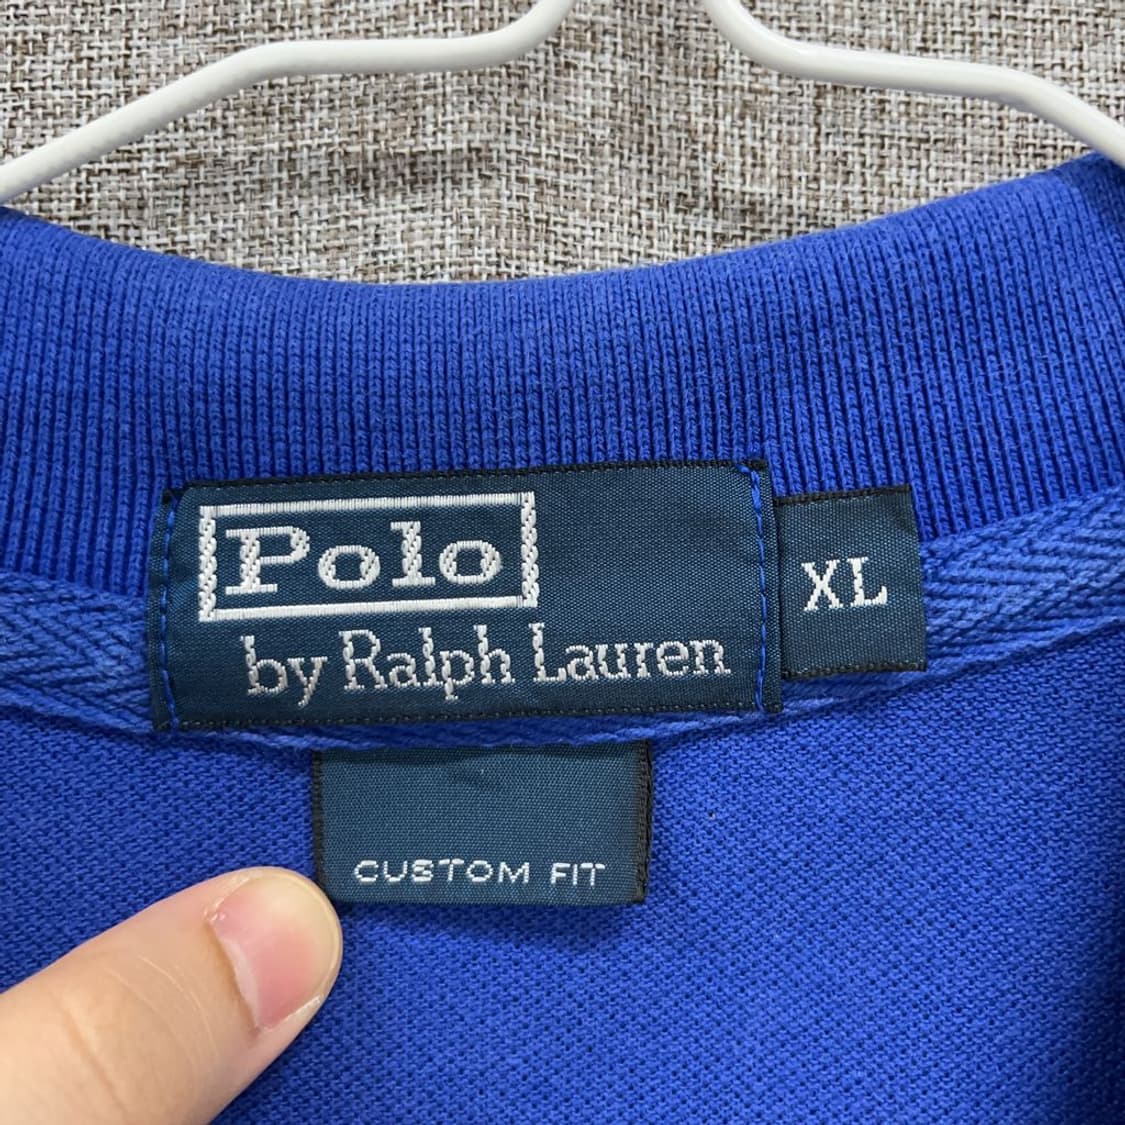 Polo
by Ralph Lauren
XL
CUSTOM FIT